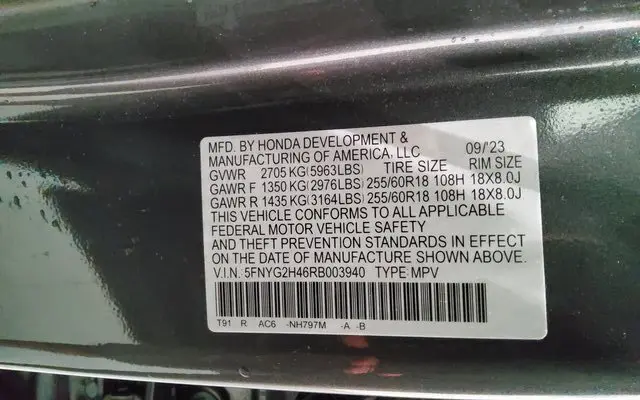 MFD. BY HONDA DEVELOPMENT &
MANUFACTURING OF AMERICA, LLC 09/'23
GVWR 2705 KG(5963LBS) TIRE SIZE RIM SIZE
GAWR F 1350 KG(2976LBS) 255/60R18 108H 18X8.0J
GAWR R 1435 KG(3164LBS) 255/60R18 108H 18X8.0J
THIS VEHICLE CONFORMS TO ALL APPLICABLE
FEDERAL MOTOR VEHICLE SAFETY
AND THEFT PREVENTION STANDARDS IN EFFECT
ON THE DATE OF MANUFACTURE SHOWN ABOVE.
V.I.N. 5FNYG2H46RB003940 TYPE: MPV
T91 R AC6 -NH797M -A -B